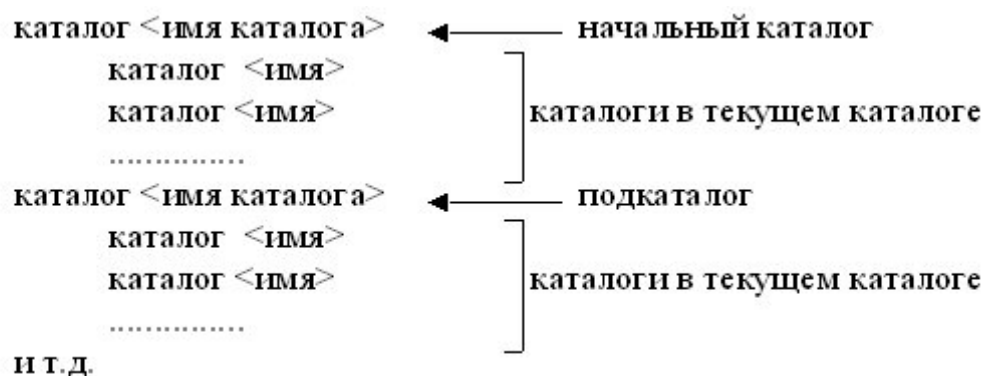 каталог <имя каталога> начальный каталог
каталог <имя>
каталог <имя> каталоги в текущем каталоге
...............
каталог <имя каталога> подкаталог
каталог <имя>
каталог <имя> каталоги в текущем каталоге
...............
и т.д.